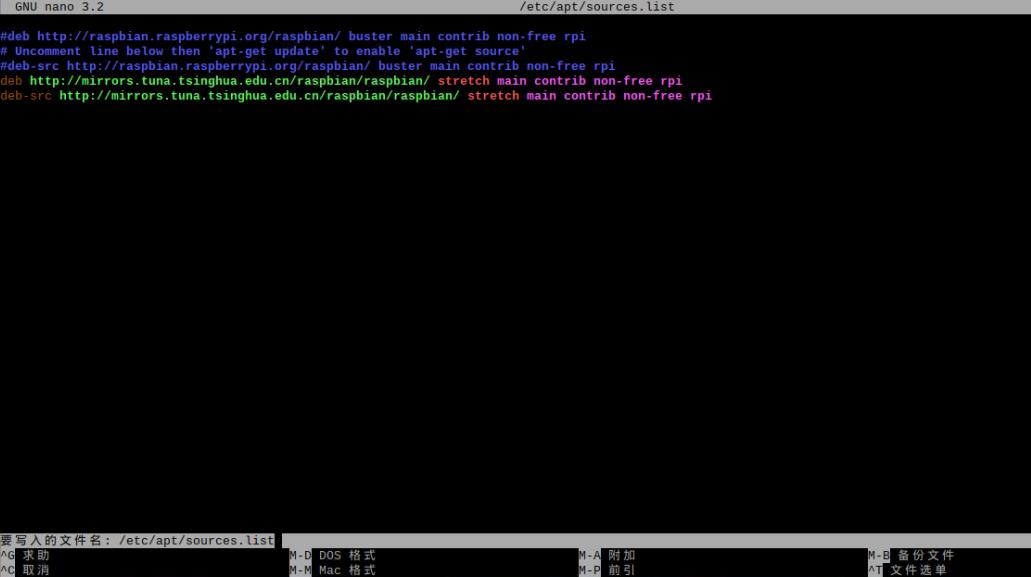 GNU nano 3.2 /etc/apt/sources.list
#deb http://raspbian.raspberrypi.org/raspbian/ buster main contrib non-free rpi
# Uncomment line below then 'apt-get update' to enable 'apt-get source'
#deb-src http://raspbian.raspberrypi.org/raspbian/ buster main contrib non-free rpi
deb http://mirrors.tuna.tsinghua.edu.cn/raspbian/raspbian/ stretch main contrib non-free rpi
deb-src http://mirrors.tuna.tsinghua.edu.cn/raspbian/raspbian/ stretch main contrib non-free rpi
要写入的文件名: /etc/apt/sources.list
^G 求助 M-D DOS 格式 M-A 附加 M-B 备份文件
^C 取消 M-M Mac 格式 M-P 前引 ^T 文件选单